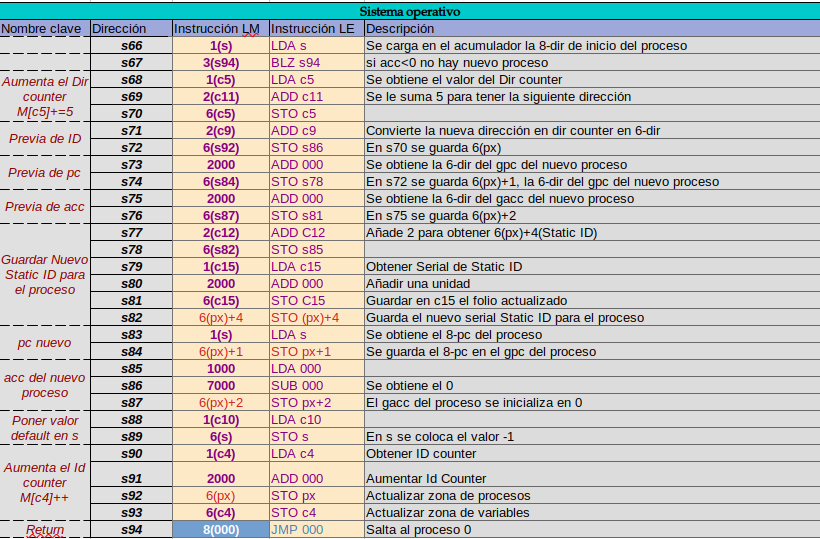 Sistema operativo
Nombre clave Dirección Instrucción LM Instrucción LE Descripción
s66 1(s) LDA s Se carga en el acumulador la 8-dir de inicio del proceso
s67 3(s94) BLZ s94 si acc<0 no hay nuevo proceso
Aumenta el Dir counter M[c5]+=5 s68 1(c5) LDA c5 Se obtiene el valor del Dir counter
s69 2(c11) ADD c11 Se le suma 5 para tener la siguiente dirección
s70 6(c5) STO c5
Previa de ID s71 2(c9) ADD c9 Convierte la nueva dirección en dir counter en 6-dir
s72 6(s92) STO s86 En s70 se guarda 6(px)
Previa de pc s73 2000 ADD 000 Se obtiene la 6-dir del gpc del nuevo proceso
s74 6(s84) STO s78 En s72 se guarda 6(px)+1, la 6-dir del gpc del nuevo proceso
Previa de acc s75 2000 ADD 000 Se obtiene la 6-dir del gacc del nuevo proceso
s76 6(s87) STO s81 En s75 se guarda 6(px)+2
Guardar Nuevo Static ID para el proceso s77 2(c12) ADD C12 Añade 2 para obtener 6(px)+4(Static ID)
s78 6(s82) STO s85
s79 1(c15) LDA c15 Obtener Serial de Static ID
s80 2000 ADD 000 Añadir una unidad
s81 6(c15) STO C15 Guardar en c15 el folio actualizado
s82 6(px)+4 STO (px)+4 Guarda el nuevo serial Static ID para el proceso
pc nuevo s83 1(s) LDA s Se obtiene el 8-pc del proceso
s84 6(px)+1 STO px+1 Se guarda el 8-pc en el gpc del proceso
acc del nuevo proceso s85 1000 LDA 000
s86 7000 SUB 000 Se obtiene el 0
s87 6(px)+2 STO px+2 El gacc del proceso se inicializa en 0
Poner valor default en s s88 1(c10) LDA c10
s89 6(s) STO s En s se coloca el valor -1
Aumenta el Id counter M[c4]++ s90 1(c4) LDA c4 Obtener ID counter
s91 2000 ADD 000 Aumentar Id Counter
s92 6(px) STO px Actualizar zona de procesos
s93 6(c4) STO c4 Actualizar zona de variables
Return s94 8(000) JMP 000 Salta al proceso 0